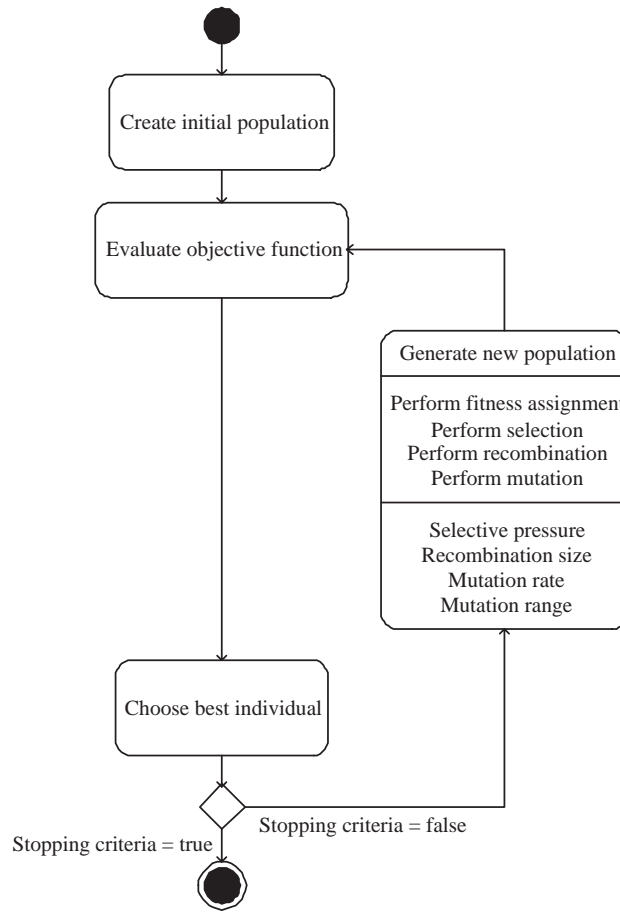 Create initial population
Evaluate objective function
Generate new population
Perform fitness assignment
Perform selection
Perform recombination
Perform mutation
Selective pressure
Recombination size
Mutation rate
Mutation range
Choose best individual
Stopping criteria = false
Stopping criteria = true